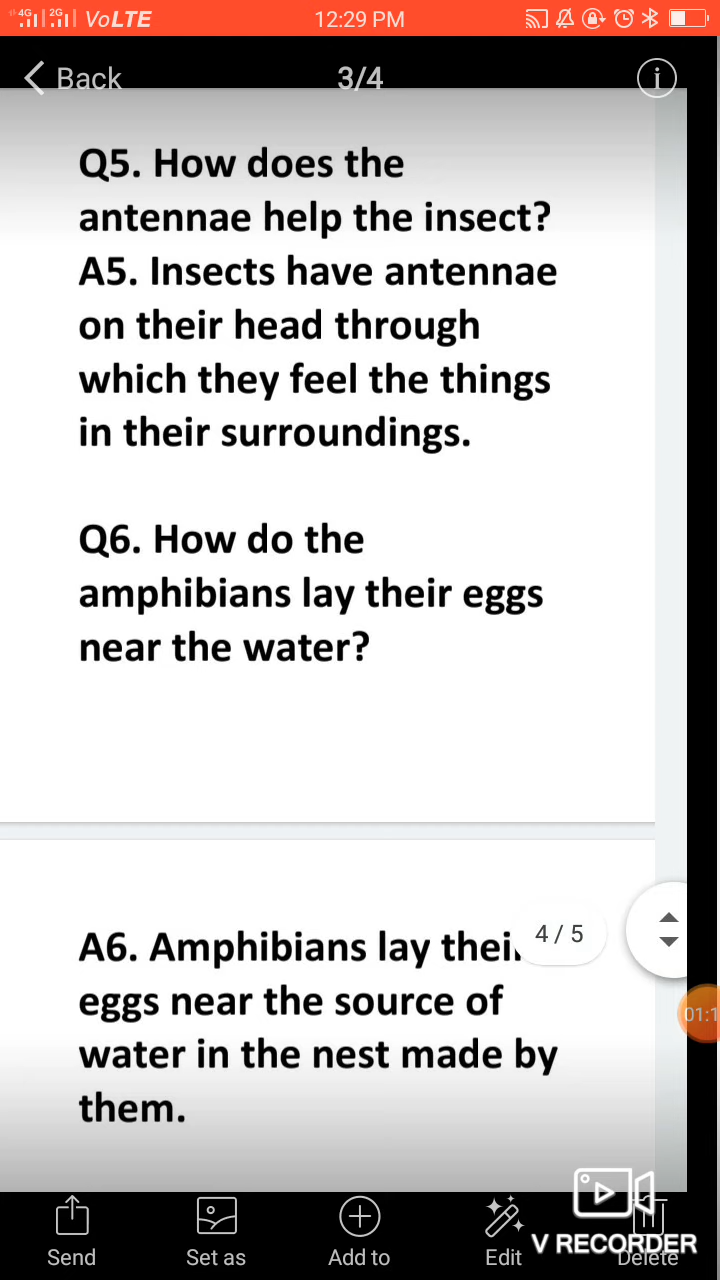 4G 2G VoLTE 12:29 PM
Back 3/4 i
Q5. How does the
antennae help the insect?
A5. Insects have antennae
on their head through
which they feel the things
in their surroundings.
Q6. How do the
amphibians lay their eggs
near the water?
4 / 5
A6. Amphibians lay their
eggs near the source of
water in the nest made by
them.
01:1
V RECORDER
Send Set as Add to Edit Delete